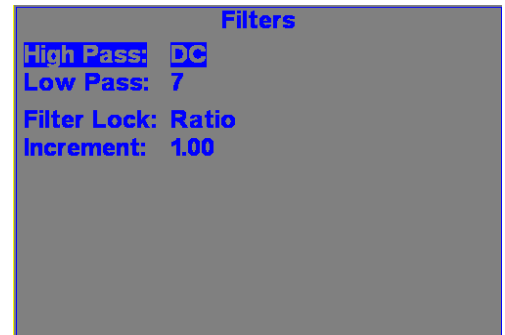 Filters
High Pass: DC
Low Pass: 7
Filter Lock: Ratio
Increment: 1.00